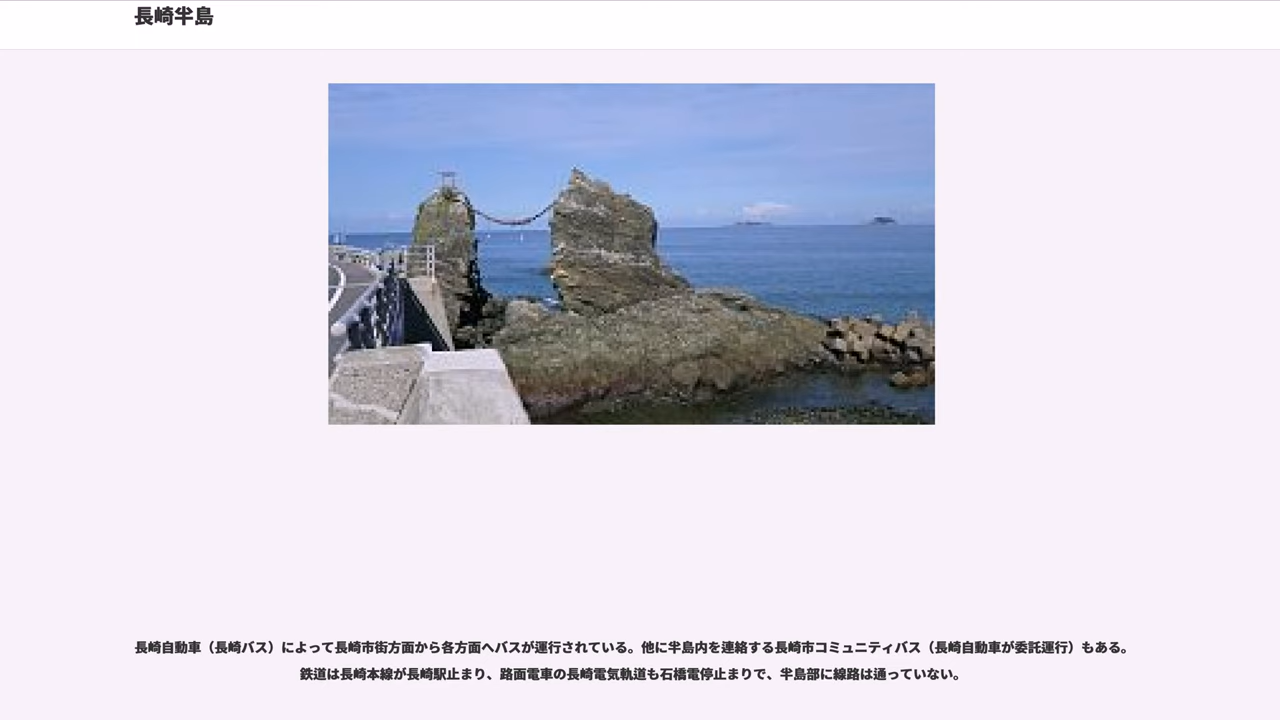 長崎半島
長崎自動車（長崎バス）によって長崎市街方面から各方面へバスが運行されている。他に半島内を連絡する長崎市コミュニティバス（長崎自動車が委託運行）もある。
鉄道は長崎本線が長崎駅止まり、路面電車の長崎電気軌道も石橋電停止まりで、半島部に線路は通っていない。